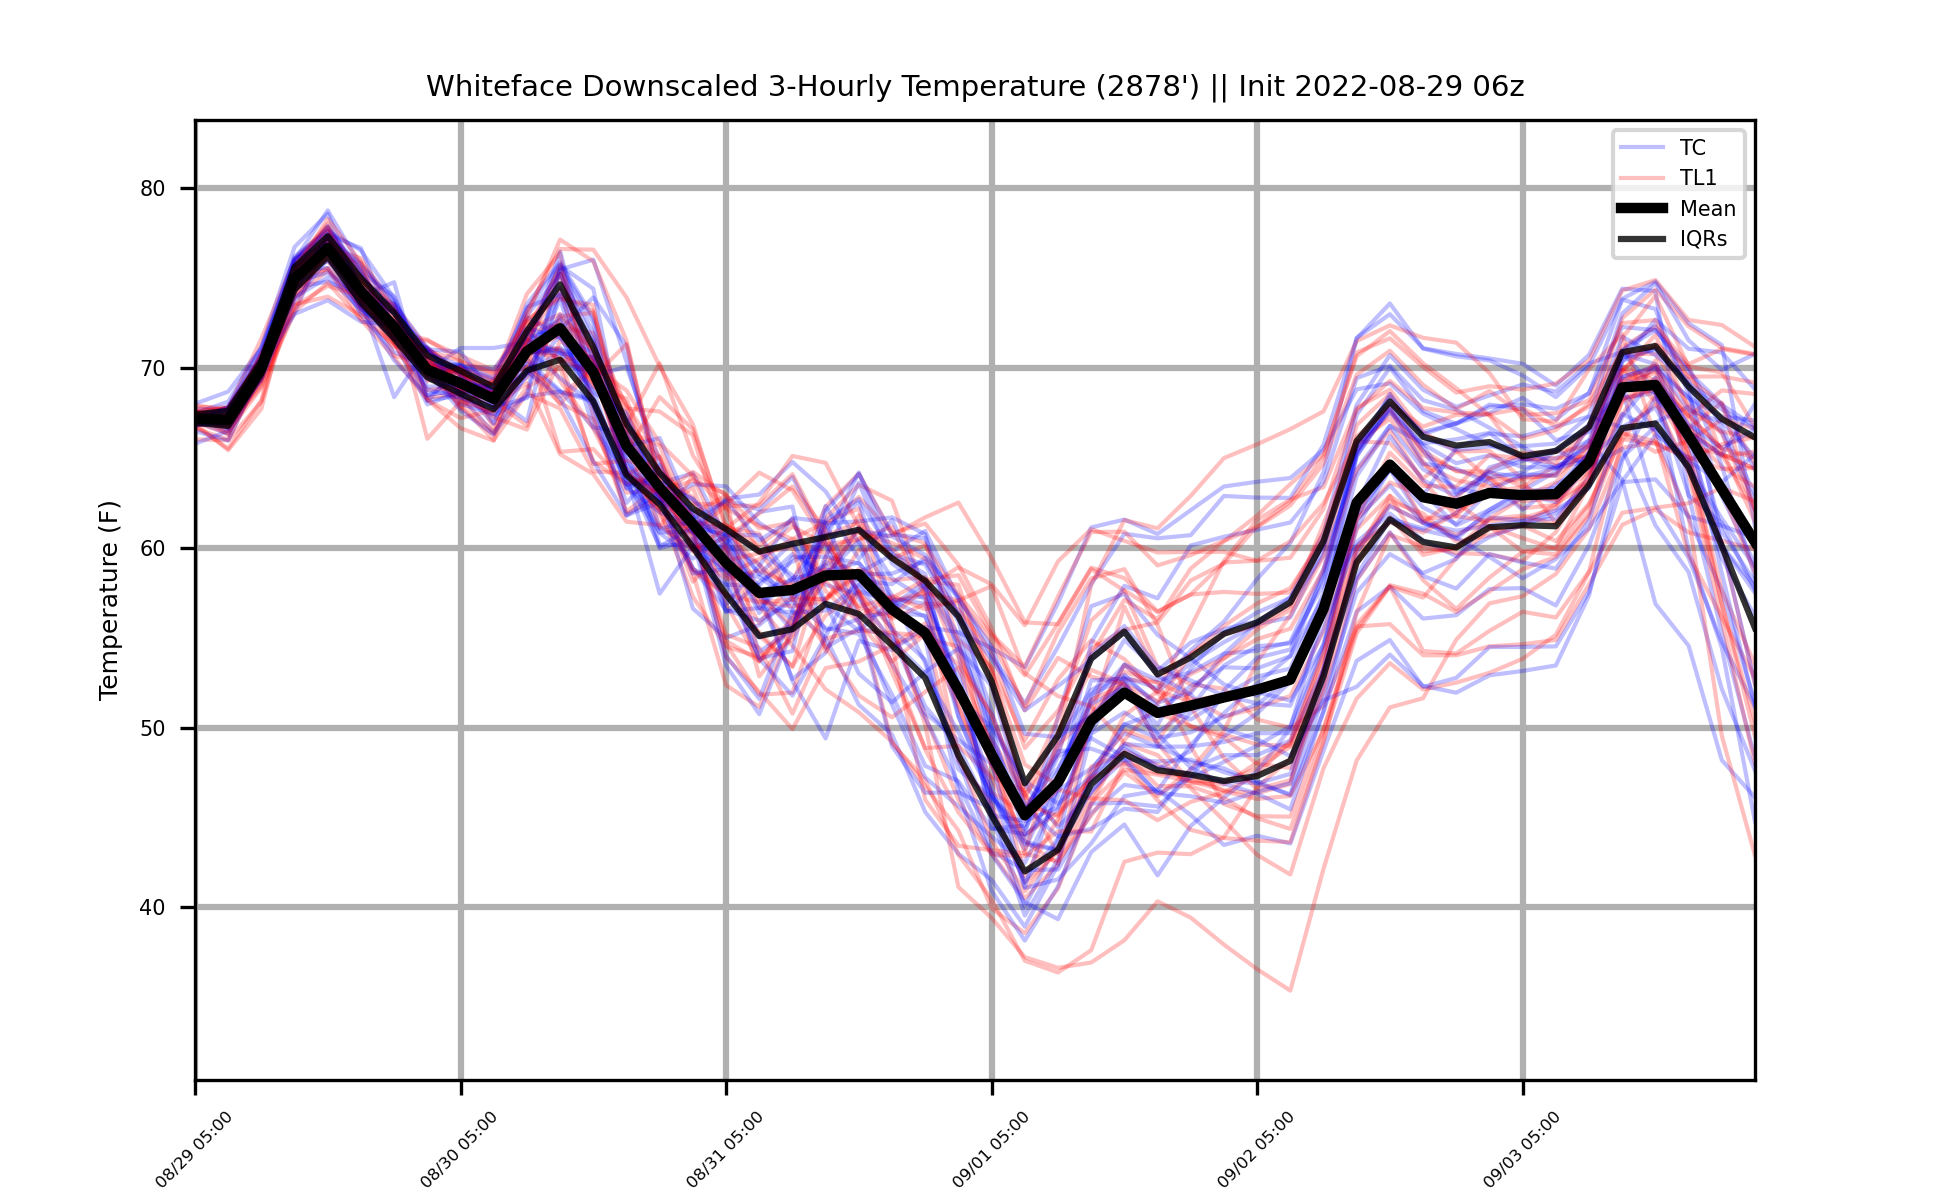 Whiteface Downscaled 3-Hourly Temperature (2878') || Init 2022-08-29 06z
TC
TL1
Mean
IQRs
Temperature (F)
80
70
60
50
40
08/29 05:00
08/30 05:00
08/31 05:00
09/01 05:00
09/02 05:00
09/03 05:00